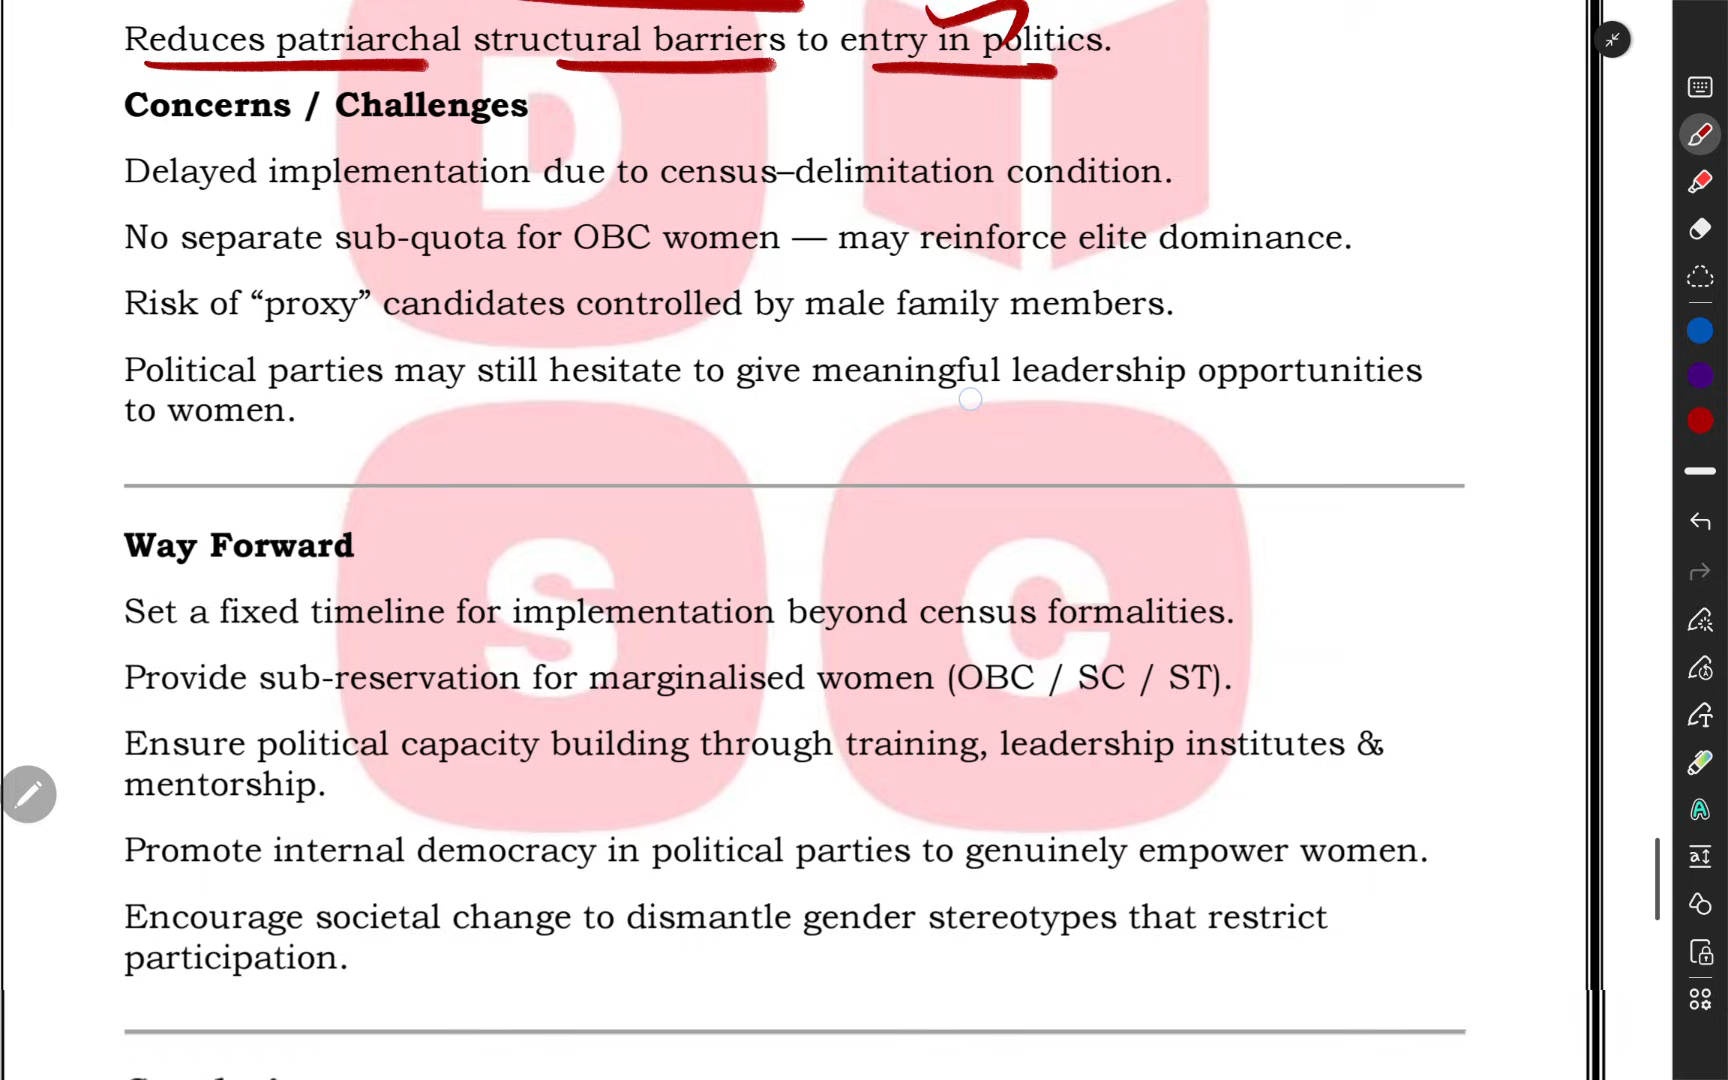 Reduces patriarchal structural barriers to entry in politics.
Concerns / Challenges
Delayed implementation due to census–delimitation condition.
No separate sub-quota for OBC women — may reinforce elite dominance.
Risk of “proxy” candidates controlled by male family members.
Political parties may still hesitate to give meaningful leadership opportunities
to women.
Way Forward
Set a fixed timeline for implementation beyond census formalities.
Provide sub-reservation for marginalised women (OBC / SC / ST).
Ensure political capacity building through training, leadership institutes &
mentorship.
Promote internal democracy in political parties to genuinely empower women.
Encourage societal change to dismantle gender stereotypes that restrict
participation.
D
S C